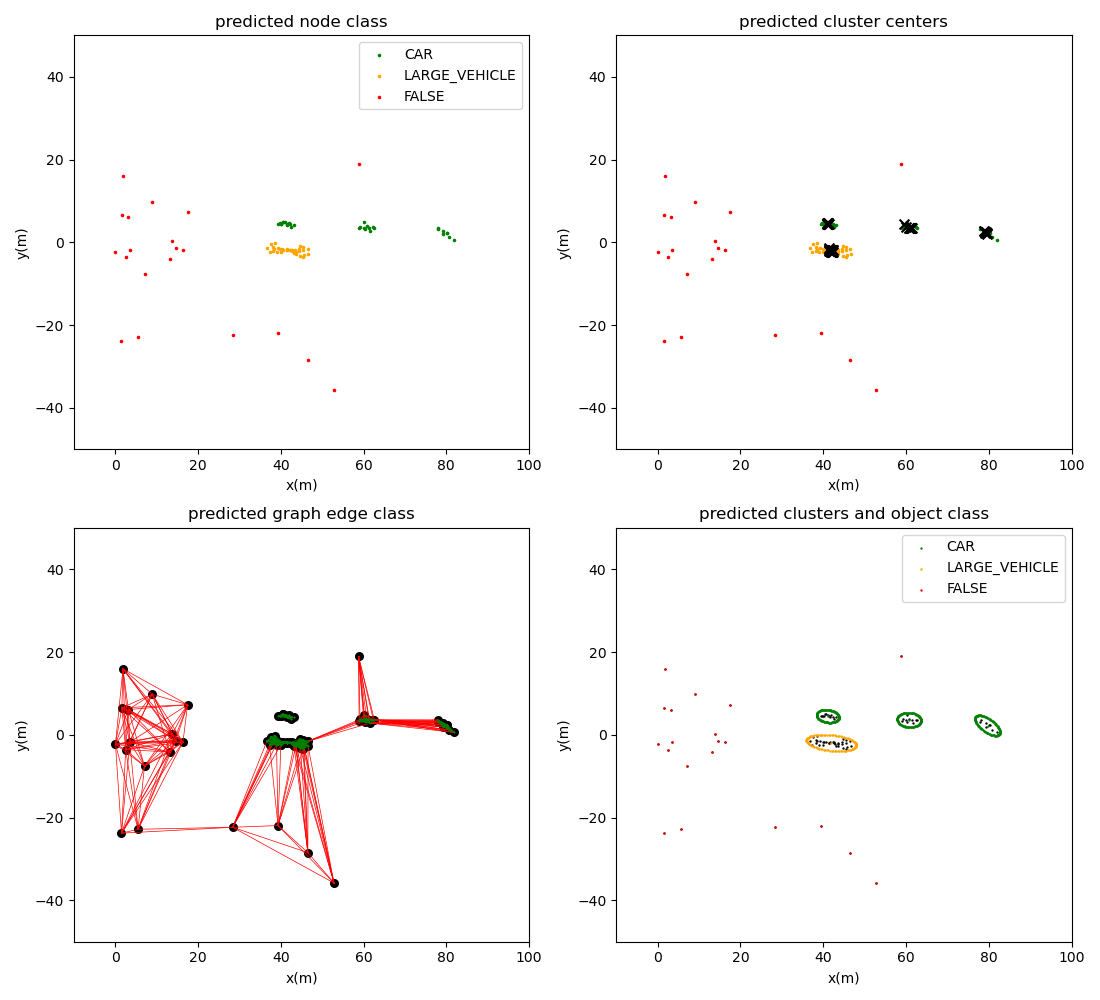 predicted node class
CAR
LARGE_VEHICLE
FALSE
40
20
0
−20
−40
y(m)
0 20 40 60 80 100
x(m)
predicted cluster centers
40
20
0
−20
−40
y(m)
0 20 40 60 80 100
x(m)
predicted graph edge class
40
20
0
−20
−40
y(m)
0 20 40 60 80 100
x(m)
predicted clusters and object class
CAR
LARGE_VEHICLE
FALSE
40
20
0
−20
−40
y(m)
0 20 40 60 80 100
x(m)